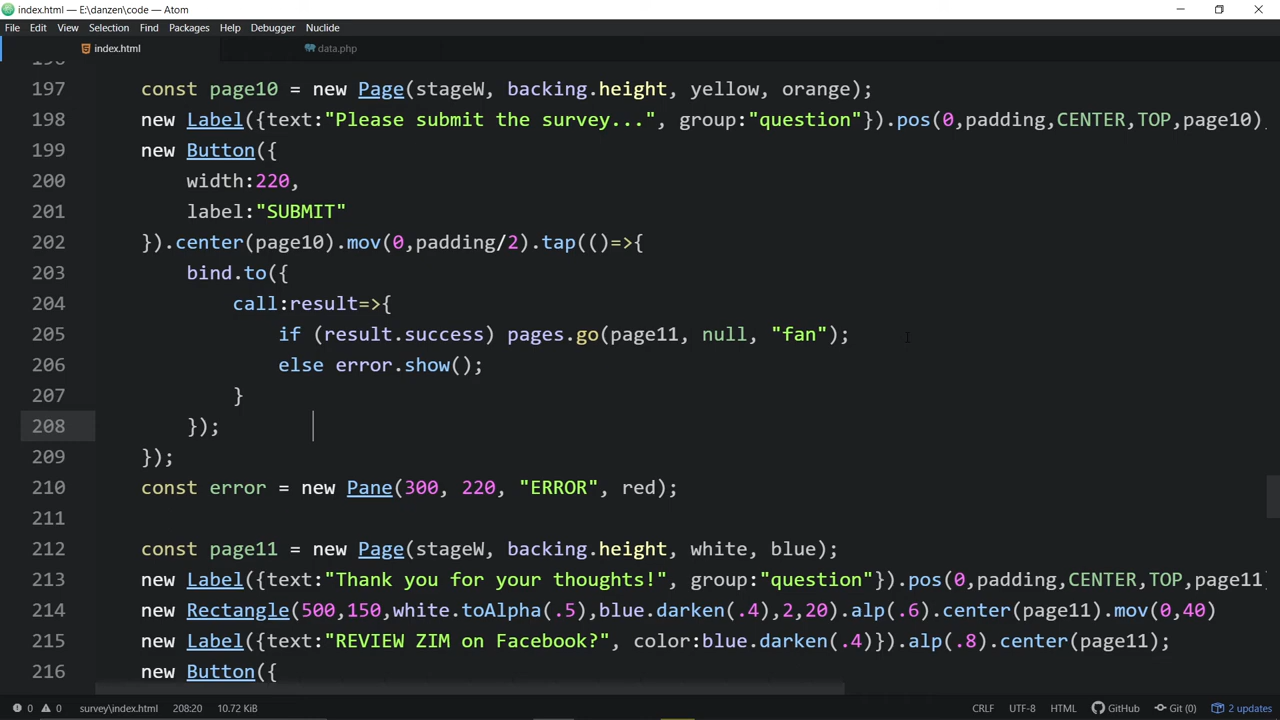 index.html — E:\danzen\code — Atom
File Edit View Selection Find Packages Help Debugger Nuclide
index.html data.php
196
197 const page10 = new Page(stageW, backing.height, yellow, orange);
198 new Label({text:"Please submit the survey...", group:"question"}).pos(0,padding,CENTER,TOP,page10)
199 new Button({
200 width:220,
201 label:"SUBMIT"
202 }).center(page10).mov(0,padding/2).tap(()=>{
203 bind.to({
204 call:result=>{
205 if (result.success) pages.go(page11, null, "fan");
206 else error.show();
207 }
208 });
209 });
210 const error = new Pane(300, 220, "ERROR", red);
211
212 const page11 = new Page(stageW, backing.height, white, blue);
213 new Label({text:"Thank you for your thoughts!", group:"question"}).pos(0,padding,CENTER,TOP,page11
214 new Rectangle(500,150,white.toAlpha(.5),blue.darken(.4),2,20).alp(.6).center(page11).mov(0,40)
215 new Label({text:"REVIEW ZIM on Facebook?", color:blue.darken(.4)}).alp(.8).center(page11);
216 new Button({
0 0 survey\index.html 208:20 10.72 KiB CRLF UTF-8 HTML GitHub Git (0) 2 updates